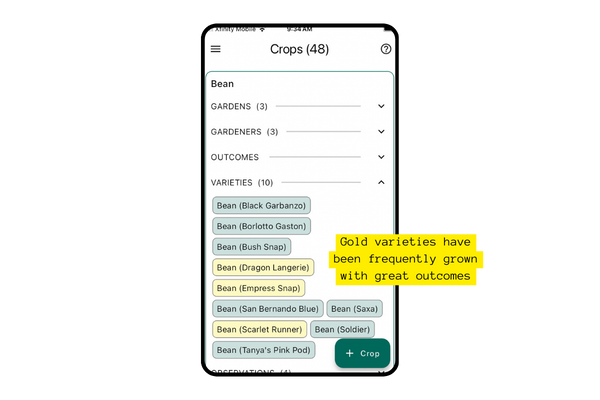 Xfinity Mobile 9:34 AM
Crops (48)
Bean
GARDENS (3)
GARDENERS (3)
OUTCOMES
VARIETIES (10)
Bean (Black Garbanzo)
Bean (Borlotto Gaston)
Bean (Bush Snap)
Bean (Dragon Langerie)
Bean (Empress Snap)
Bean (San Bernando Blue) Bean (Saxa)
Bean (Scarlet Runner) Bean (Soldier)
Bean (Tanya's Pink Pod)
+ Crop
OBSERVATIONS (4)
Gold varieties have
been frequently grown
with great outcomes